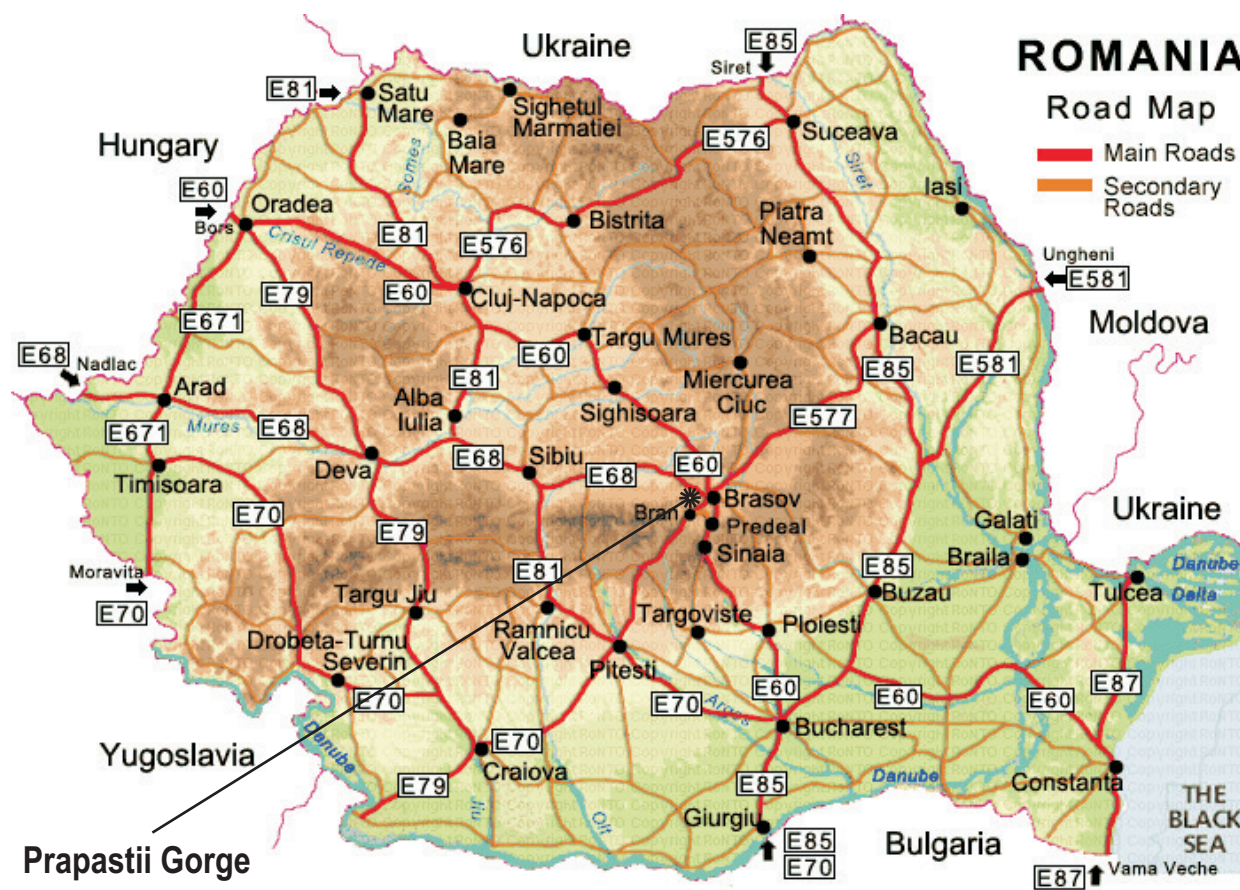 Ukraine
E85
Siret
ROMANIA
Road Map
Main Roads
Secondary
Roads
E81
Satu
Mare
Sighetul
Marmatiei
Baia
Mare
E576
Suceava
Hungary
Somes
Siret
Iasi
E60
Oradea
Bors
Crisul Repede
E81
E576
Bistrita
Piatra
Neamt
Ungheni
E581
E79
E60
Cluj-Napoca
Moldova
E671
E60
Targu Mures
Bacau
E68
Nadlac
E81
Miercurea
Ciuc
E85
E581
Arad
Alba
Iulia
Sighisoara
E577
E671
Mures
E68
Deva
E68
Sibiu
E68
E60
Timisoara
Bran
Brasov
Predeal
Sinaia
E70
E79
Galati
Ukraine
Braila
Moravita
E70
E81
E85
Danube
Delta
Targu Jiu
Tulcea
Buzau
Drobeta-Turnu
Severin
Ramnicu
Valcea
Targoviste
Ploiesti
Pitesti
E70
E70
Arges
E60
E60
E60
E87
Bucharest
Yugoslavia
Danube
E70
Craiova
Danube
Constanta
E79
Jiu
Olt
E85
Giurgiu
THE
BLACK
SEA
E85
E70
Bulgaria
E87
Vama Veche
Prapastii Gorge